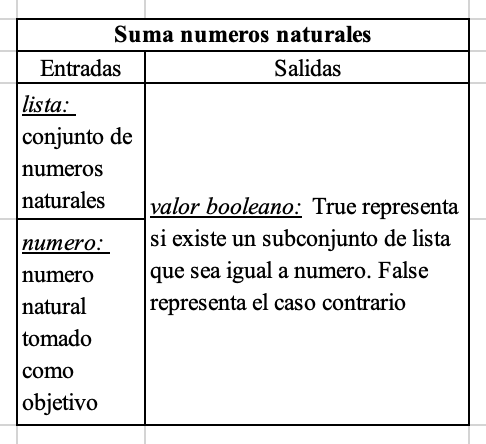 Suma numeros naturales
Entradas
Salidas
lista:
conjunto de
numeros
naturales
numero:
numero
natural
tomado
como
objetivo
valor booleano: True representa
si existe un subconjunto de lista
que sea igual a numero. False
representa el caso contrario